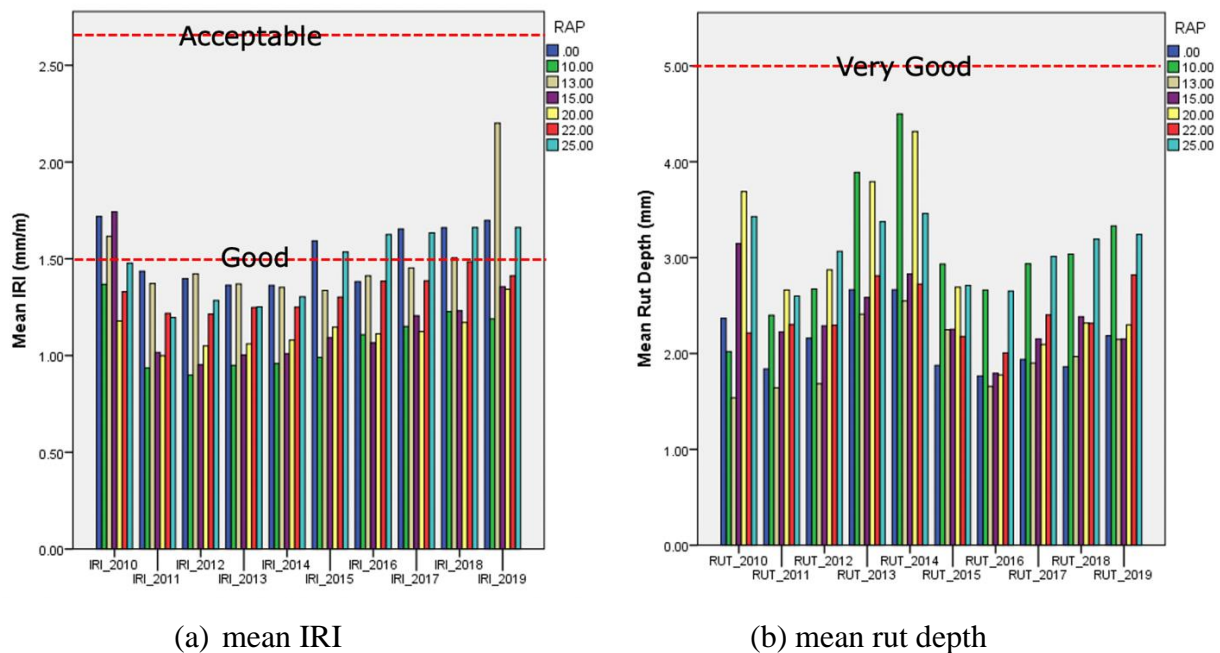 RAP
.00
10.00
13.00
15.00
20.00
22.00
25.00
Acceptable
Good
2.50
2.00
1.50
1.00
0.50
0.00
Mean IRI (mm/m)
IRI_2010
IRI_2011
IRI_2012
IRI_2013
IRI_2014
IRI_2015
IRI_2016
IRI_2017
IRI_2018
IRI_2019
(a) mean IRI
RAP
.00
10.00
13.00
15.00
20.00
22.00
25.00
Very Good
5.00
4.00
3.00
2.00
1.00
0.00
Mean Rut Depth (mm)
RUT_2010
RUT_2011
RUT_2012
RUT_2013
RUT_2014
RUT_2015
RUT_2016
RUT_2017
RUT_2018
RUT_2019
(b) mean rut depth